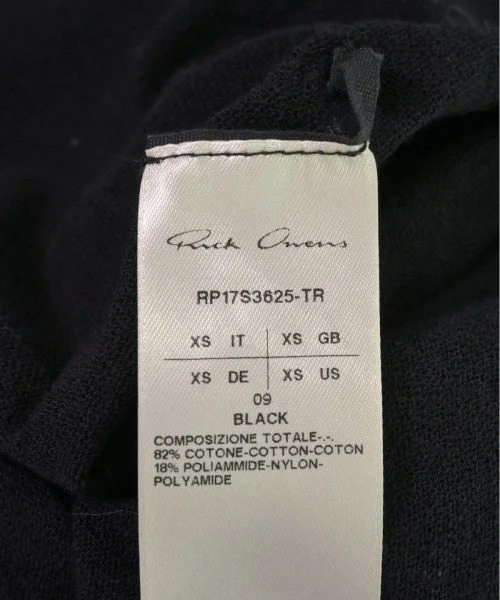 Rick Owens
RP17S3625-TR
XS IT XS GB
XS DE XS US
09
BLACK
COMPOSIZIONE TOTALE-.-.
82% COTONE-COTTON-COTON
18% POLIAMMIDE-NYLON-
POLYAMIDE